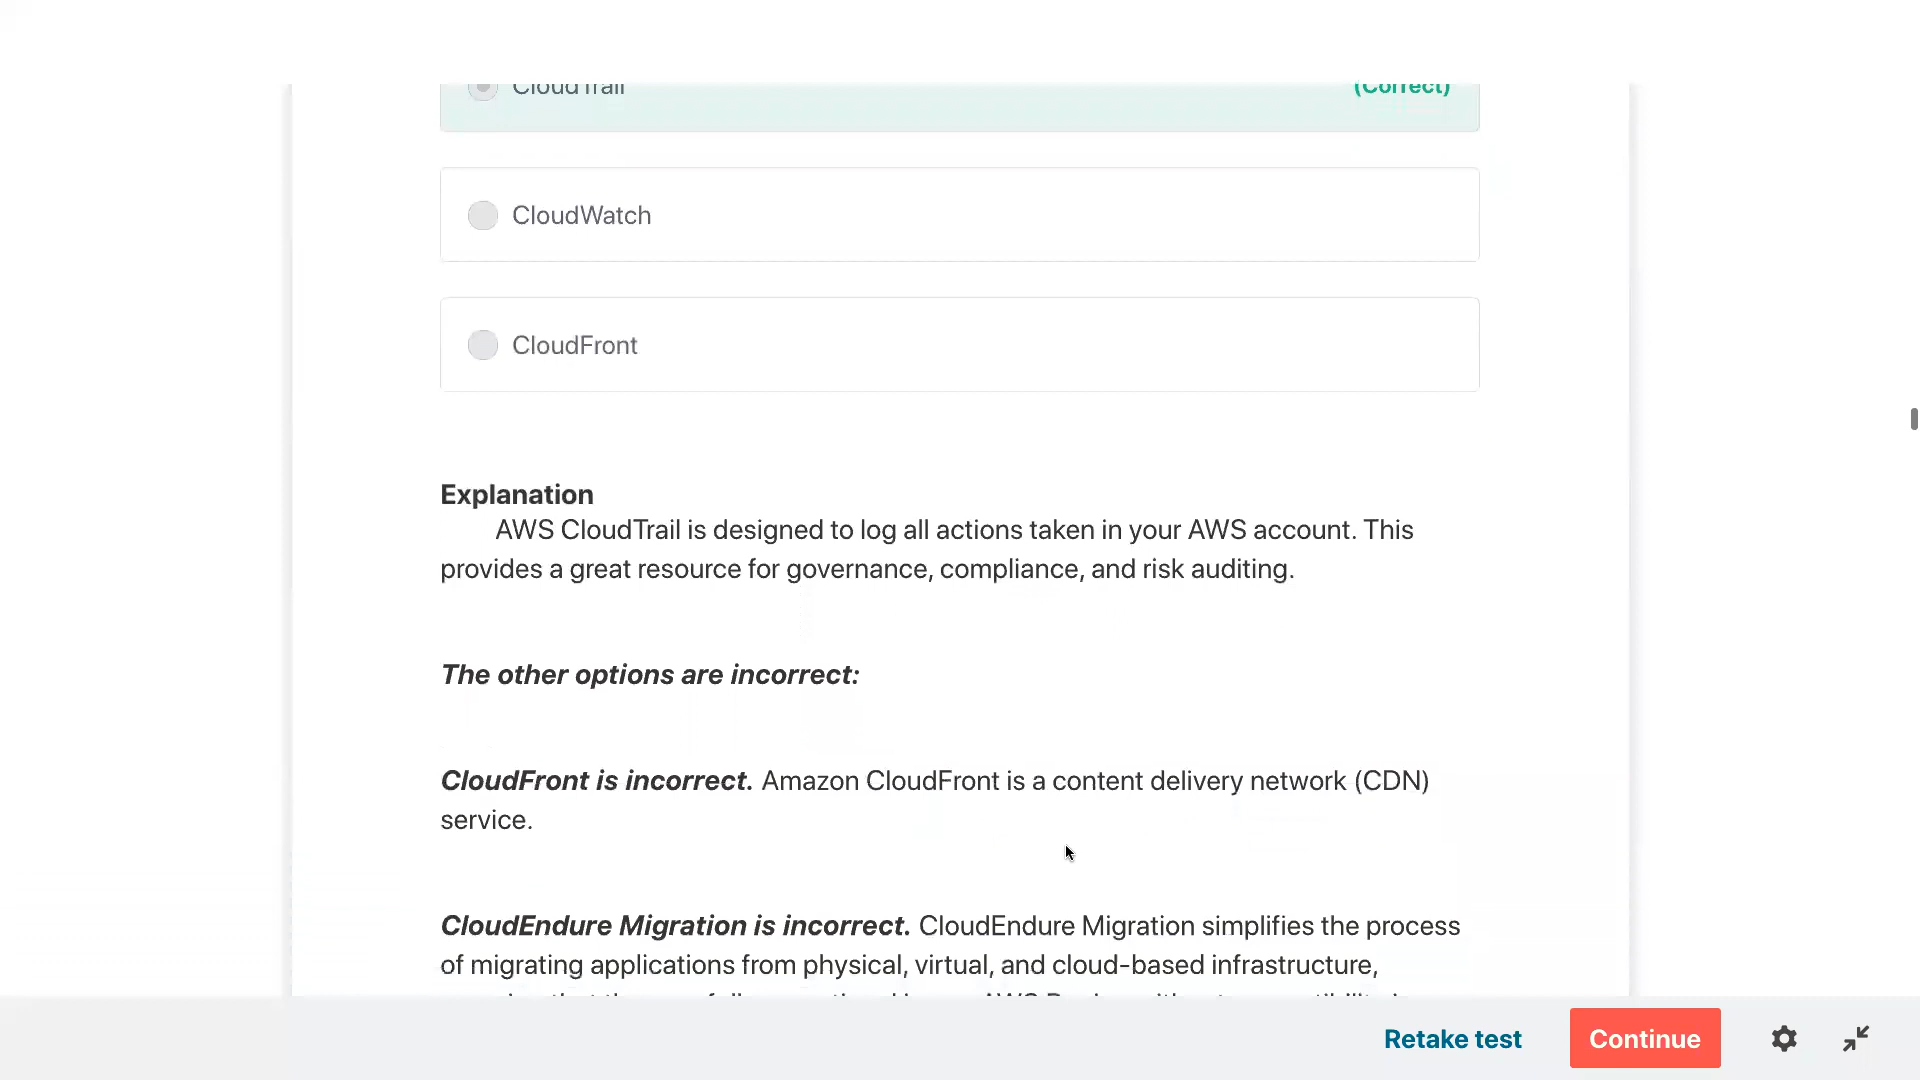 CloudTrail
(Correct)
CloudWatch
CloudFront
Explanation
AWS CloudTrail is designed to log all actions taken in your AWS account. This
provides a great resource for governance, compliance, and risk auditing.
The other options are incorrect:
CloudFront is incorrect. Amazon CloudFront is a content delivery network (CDN)
service.
CloudEndure Migration is incorrect. CloudEndure Migration simplifies the process
of migrating applications from physical, virtual, and cloud-based infrastructure,
Retake test
Continue